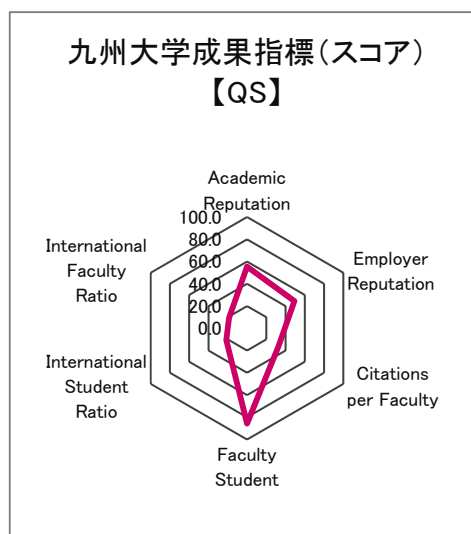 九州大学成果指標(スコア)
【QS】
Academic
Reputation
100.0
80.0
60.0
40.0
20.0
0.0
Employer
Reputation
Citations
per Faculty
Faculty
Student
International
Student
Ratio
International
Faculty
Ratio